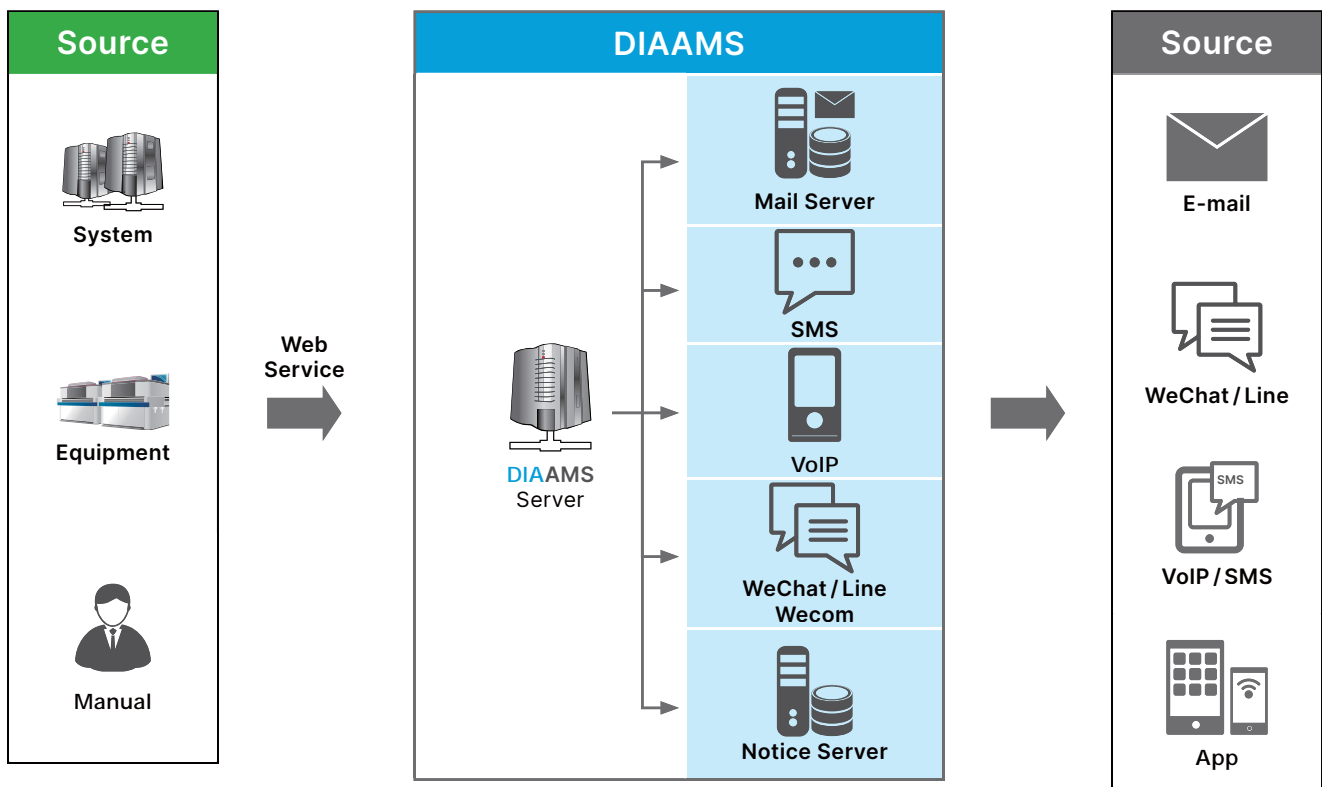 Source
System
Equipment
Manual
Web
Service
DIAAMS
DIAAMS
Server
Mail Server
SMS
VoIP
WeChat / Line
Wecom
Notice Server
Source
E-mail
WeChat / Line
SMS
VoIP / SMS
App